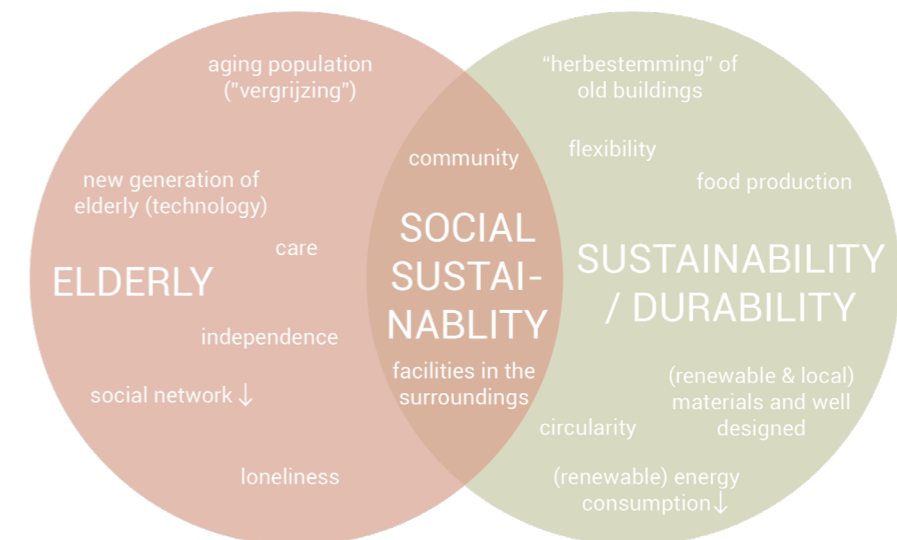 aging population
("vergrijzing")
new generation of
elderly (technology)
care
ELDERLY
independence
social network ↓
loneliness
community
SOCIAL
SUSTAI-
NABLITY
facilities in the
surroundings
"herbestemming" of
old buildings
flexibility
food production
SUSTAINABILITY
/ DURABILITY
(renewable & local)
materials and well
designed
circularity
(renewable) energy
consumption ↓